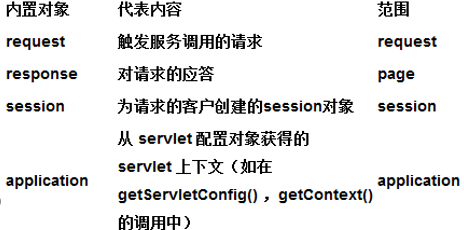 内置对象 代表内容 范围
request 触发服务调用的请求 request
response 对请求的应答 page
session 为请求的客户创建的session对象 session
从 servlet 配置对象获得的
servlet 上下文（如在
application getServletConfig() ，getContext() application
的调用中）